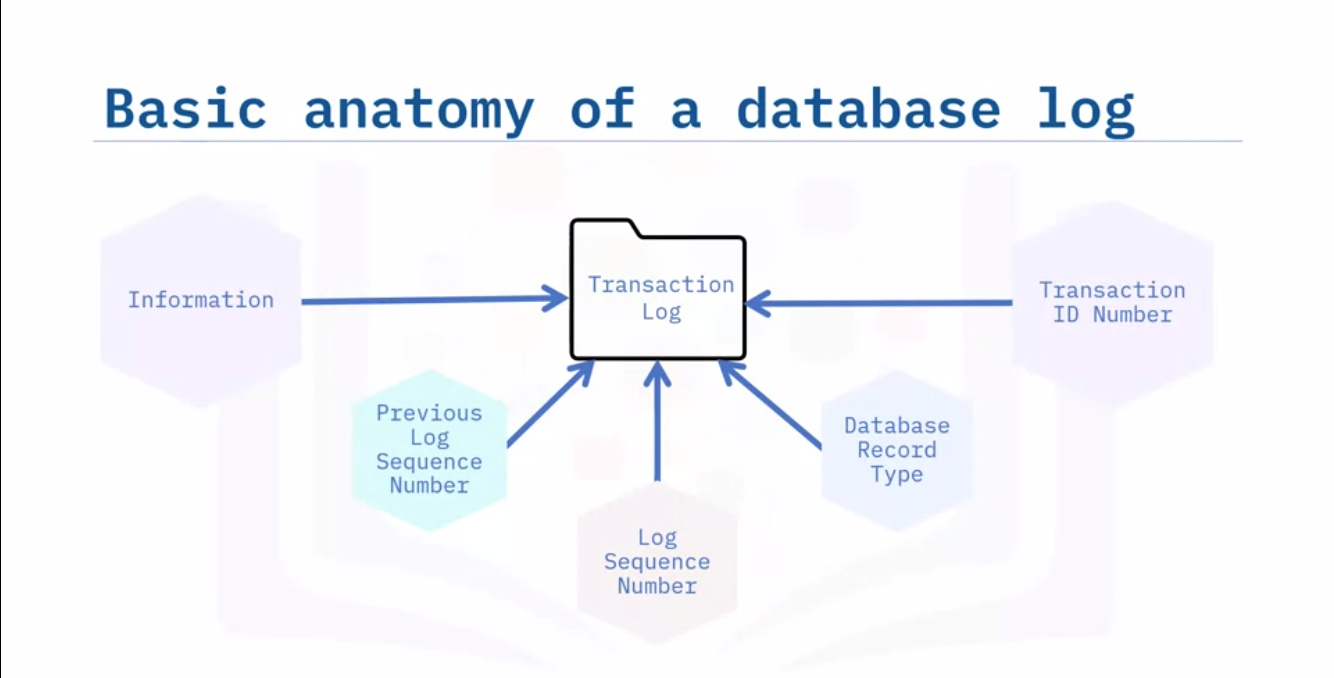 Basic anatomy of a database log
Information
Transaction
Log
Transaction
ID Number
Previous
Log
Sequence
Number
Log
Sequence
Number
Database
Record
Type